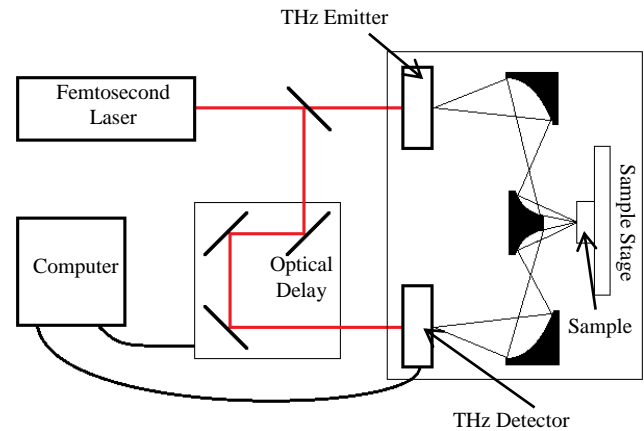 THz Emitter
Femtosecond
Laser
Sample Stage
Computer
Optical
Delay
Sample
THz Detector